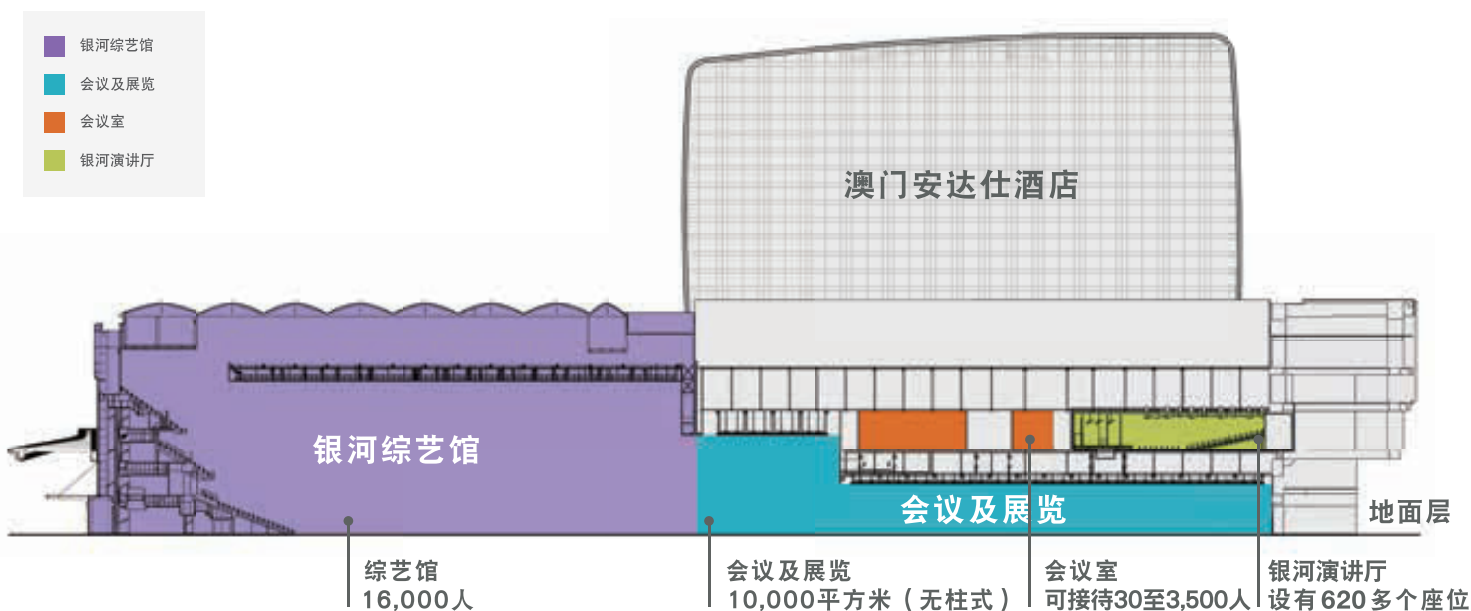 银河综艺馆
会议及展览
会议室
银河演讲厅
澳门安达仕酒店
银河综艺馆
会议及展览
地面层
综艺馆
16,000人
会议及展览
10,000平方米（无柱式）
会议室
可接待30至3,500人
银河演讲厅
设有620多个座位